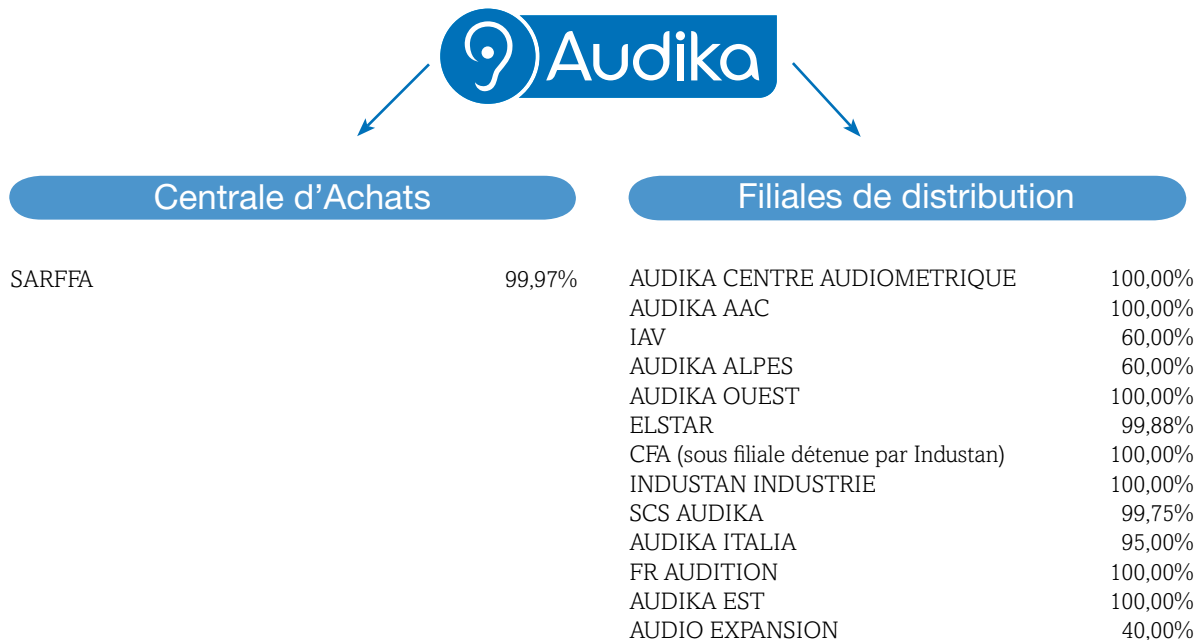 Audika
Centrale d'Achats
SARFFA 99,97%
Filiales de distribution
AUDIKA CENTRE AUDIOMETRIQUE 100,00%
AUDIKA AAC 100,00%
IAV 60,00%
AUDIKA ALPES 60,00%
AUDIKA OUEST 100,00%
ELSTAR 99,88%
CFA (sous filiale détenue par Industan) 100,00%
INDUSTAN INDUSTRIE 100,00%
SCS AUDIKA 99,75%
AUDIKA ITALIA 95,00%
FR AUDITION 100,00%
AUDIKA EST 100,00%
AUDIO EXPANSION 40,00%